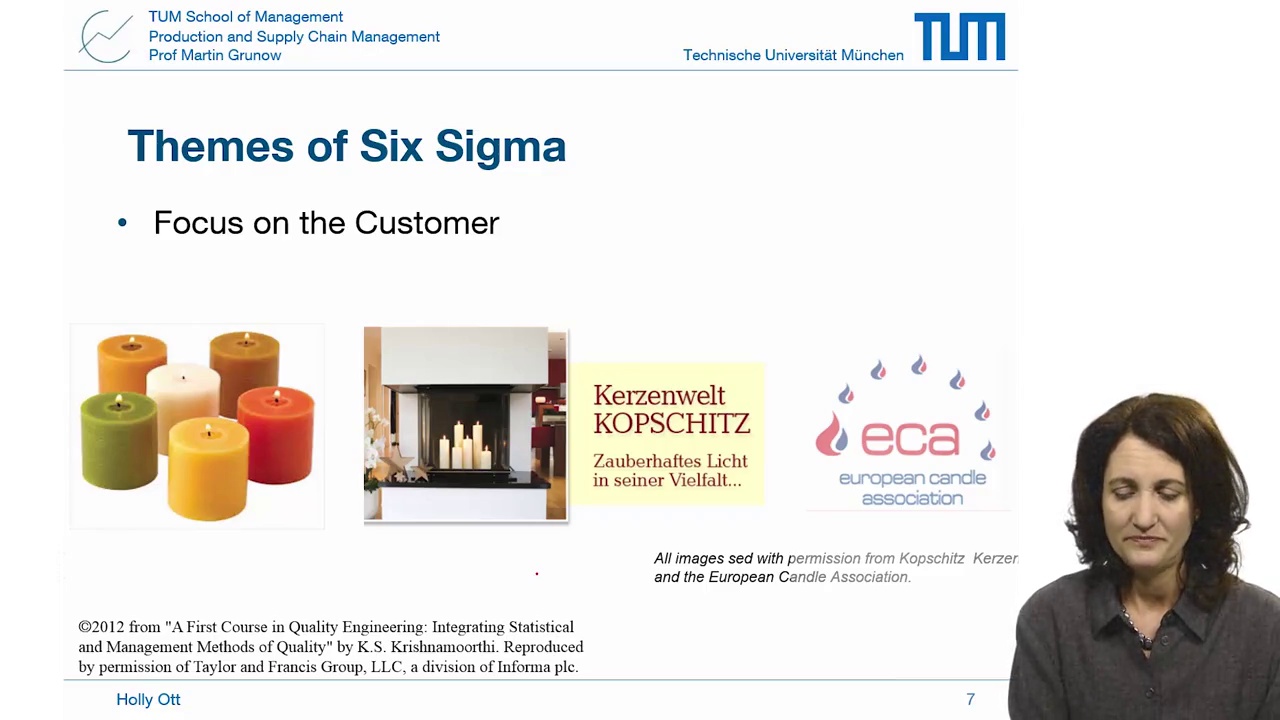 TUM School of Management
Production and Supply Chain Management
Prof Martin Grunow
Technische Universität München
TUM
Themes of Six Sigma
• Focus on the Customer
Kerzenwelt
KOPSCHITZ
Zauberhaftes Licht
in seiner Vielfalt...
eca
european candle
association
All images sed with permission from Kopschitz Kerzen
and the European Candle Association.
©2012 from "A First Course in Quality Engineering: Integrating Statistical
and Management Methods of Quality" by K.S. Krishnamoorthi. Reproduced
by permission of Taylor and Francis Group, LLC, a division of Informa plc.
Holly Ott
7